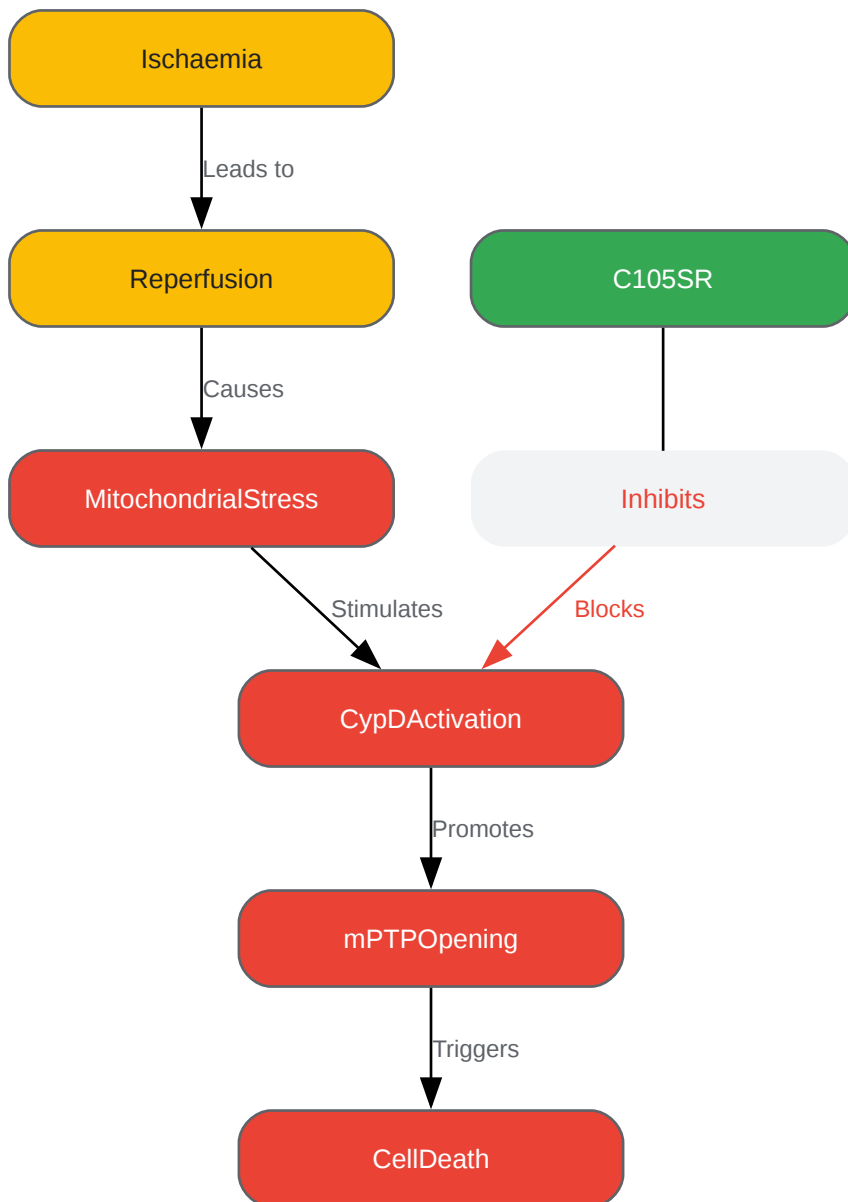 Ischaemia
Leads to
Reperfusion
C105SR
Causes
MitochondrialStress
Inhibits
Stimulates
Blocks
CypDActivation
Promotes
mPTPOpening
Triggers
CellDeath